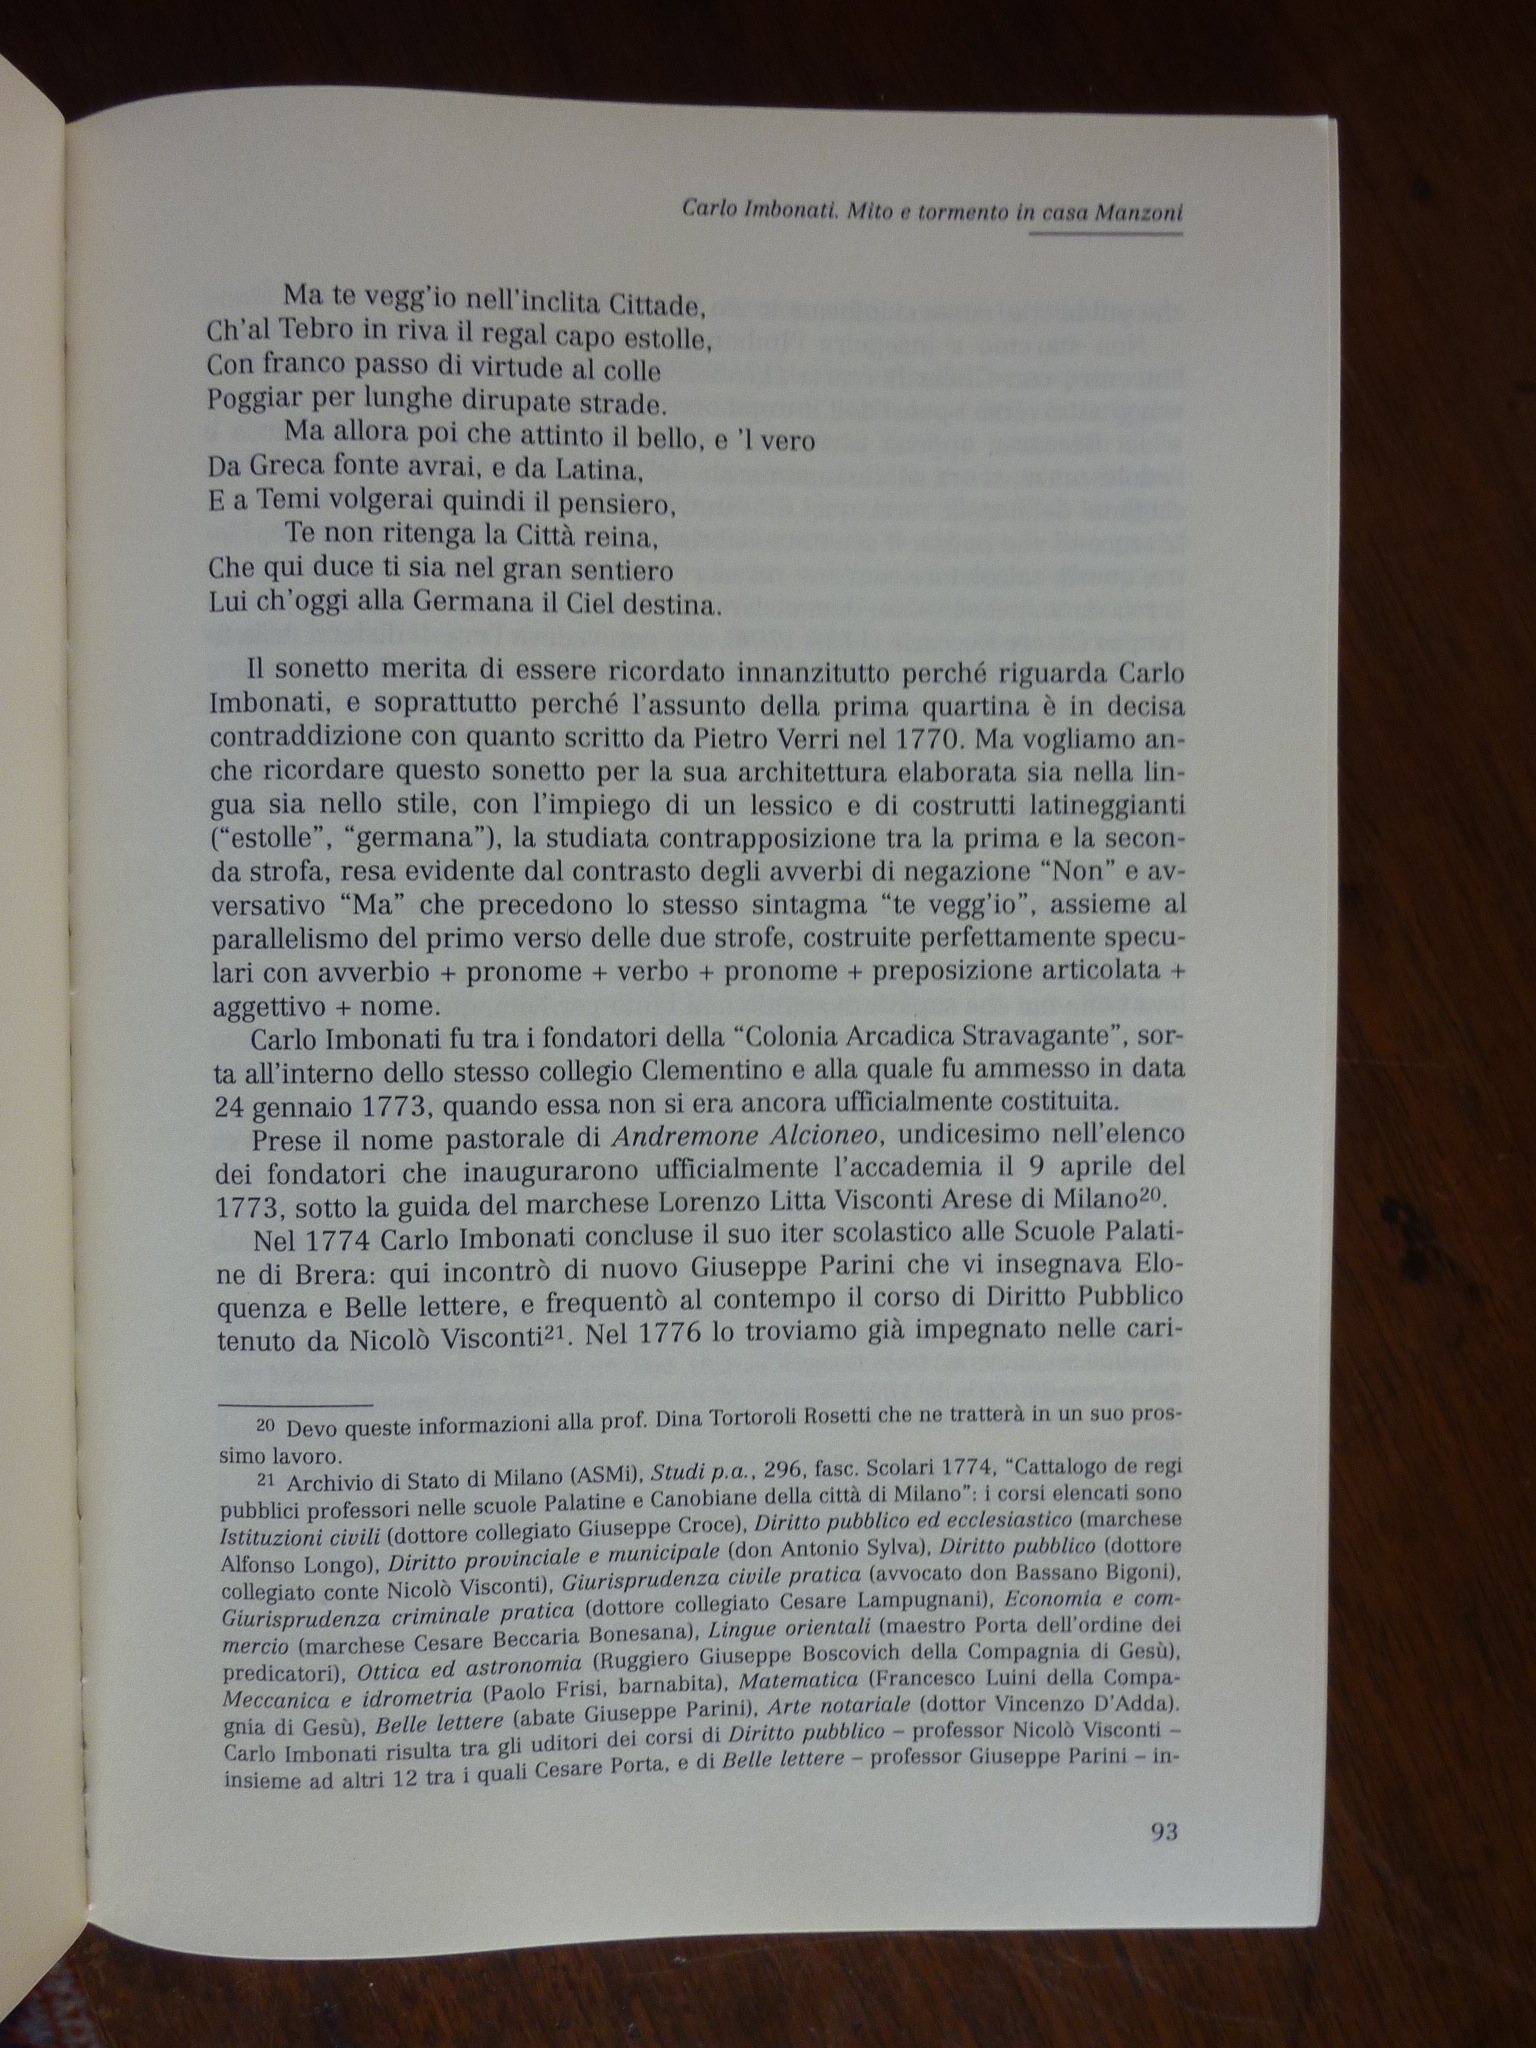 Carlo Imbonati. Mito e tormento in casa Manzoni
Ma te vegg'io nell'inclita Cittade,
Ch'al Tebro in riva il regal capo estolle,
Con franco passo di virtude al colle
Poggiar per lunghe dirupate strade.
Ma allora poi che attinto il bello, e 'l vero
Da Greca fonte avrai, e da Latina,
E a Temi volgerai quindi il pensiero,
Te non ritenga la Città reina,
Che qui duce ti sia nel gran sentiero
Lui ch'oggi alla Germana il Ciel destina.
Il sonetto merita di essere ricordato innanzitutto perché riguarda Carlo
Imbonati, e soprattutto perché l'assunto della prima quartina è in decisa
contraddizione con quanto scritto da Pietro Verri nel 1770. Ma vogliamo an-
che ricordare questo sonetto per la sua architettura elaborata sia nella lin-
gua sia nello stile, con l'impiego di un lessico e di costrutti latineggianti
(“estolle”, “germana”), la studiata contrapposizione tra la prima e la secon-
da strofa, resa evidente dal contrasto degli avverbi di negazione “Non” e av-
versativo “Ma” che precedono lo stesso sintagma “te vegg'io”, assieme al
parallelismo del primo verso delle due strofe, costruite perfettamente specu-
lari con avverbio + pronome + verbo + pronome + preposizione articolata +
aggettivo + nome.
Carlo Imbonati fu tra i fondatori della “Colonia Arcadica Stravagante”, sor-
ta all'interno dello stesso collegio Clementino e alla quale fu ammesso in data
24 gennaio 1773, quando essa non si era ancora ufficialmente costituita.
Prese il nome pastorale di Andremone Alcioneo, undicesimo nell'elenco
dei fondatori che inaugurarono ufficialmente l'accademia il 9 aprile del
1773, sotto la guida del marchese Lorenzo Litta Visconti Arese di Milano20.
Nel 1774 Carlo Imbonati concluse il suo iter scolastico alle Scuole Palati-
ne di Brera: qui incontrò di nuovo Giuseppe Parini che vi insegnava Elo-
quenza e Belle lettere, e frequentò al contempo il corso di Diritto Pubblico
tenuto da Nicolò Visconti21. Nel 1776 lo troviamo già impegnato nelle cari-
20 Devo queste informazioni alla prof. Dina Tortoroli Rosetti che ne tratterà in un suo pros-
simo lavoro.
21 Archivio di Stato di Milano (ASMi), Studi p.a., 296, fasc. Scolari 1774, “Cattalogo de regi
pubblici professori nelle scuole Palatine e Canobiane della città di Milano”: i corsi elencati sono
Istituzioni civili (dottore collegiato Giuseppe Croce), Diritto pubblico ed ecclesiastico (marchese
Alfonso Longo), Diritto provinciale e municipale (don Antonio Sylva), Diritto pubblico (dottore
collegiato conte Nicolò Visconti), Giurisprudenza civile pratica (avvocato don Bassano Bigoni),
Giurisprudenza criminale pratica (dottore collegiato Cesare Lampugnani), Economia e com-
mercio (marchese Cesare Beccaria Bonesana), Lingue orientali (maestro Porta dell'ordine dei
predicatori), Ottica ed astronomia (Ruggiero Giuseppe Boscovich della Compagnia di Gesù),
Meccanica e idrometria (Paolo Frisi, barnabita), Matematica (Francesco Luini della Compa-
gnia di Gesù), Belle lettere (abate Giuseppe Parini), Arte notariale (dottor Vincenzo D'Adda).
Carlo Imbonati risulta tra gli uditori dei corsi di Diritto pubblico – professor Nicolò Visconti –
insieme ad altri 12 tra i quali Cesare Porta, e di Belle lettere – professor Giuseppe Parini – in-
93